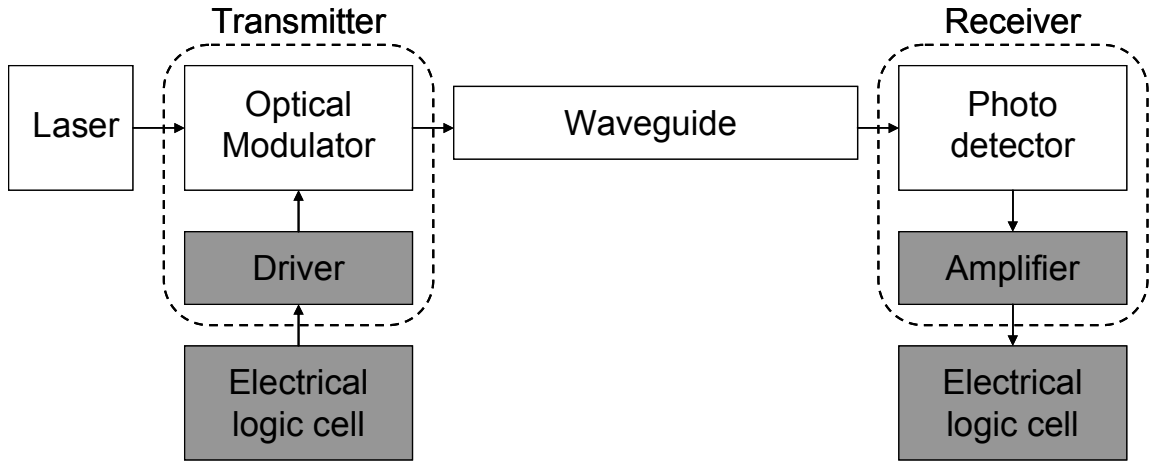 Transmitter
Receiver
Laser
Optical
Modulator
Waveguide
Photo
detector
Driver
Amplifier
Electrical
logic cell
Electrical
logic cell